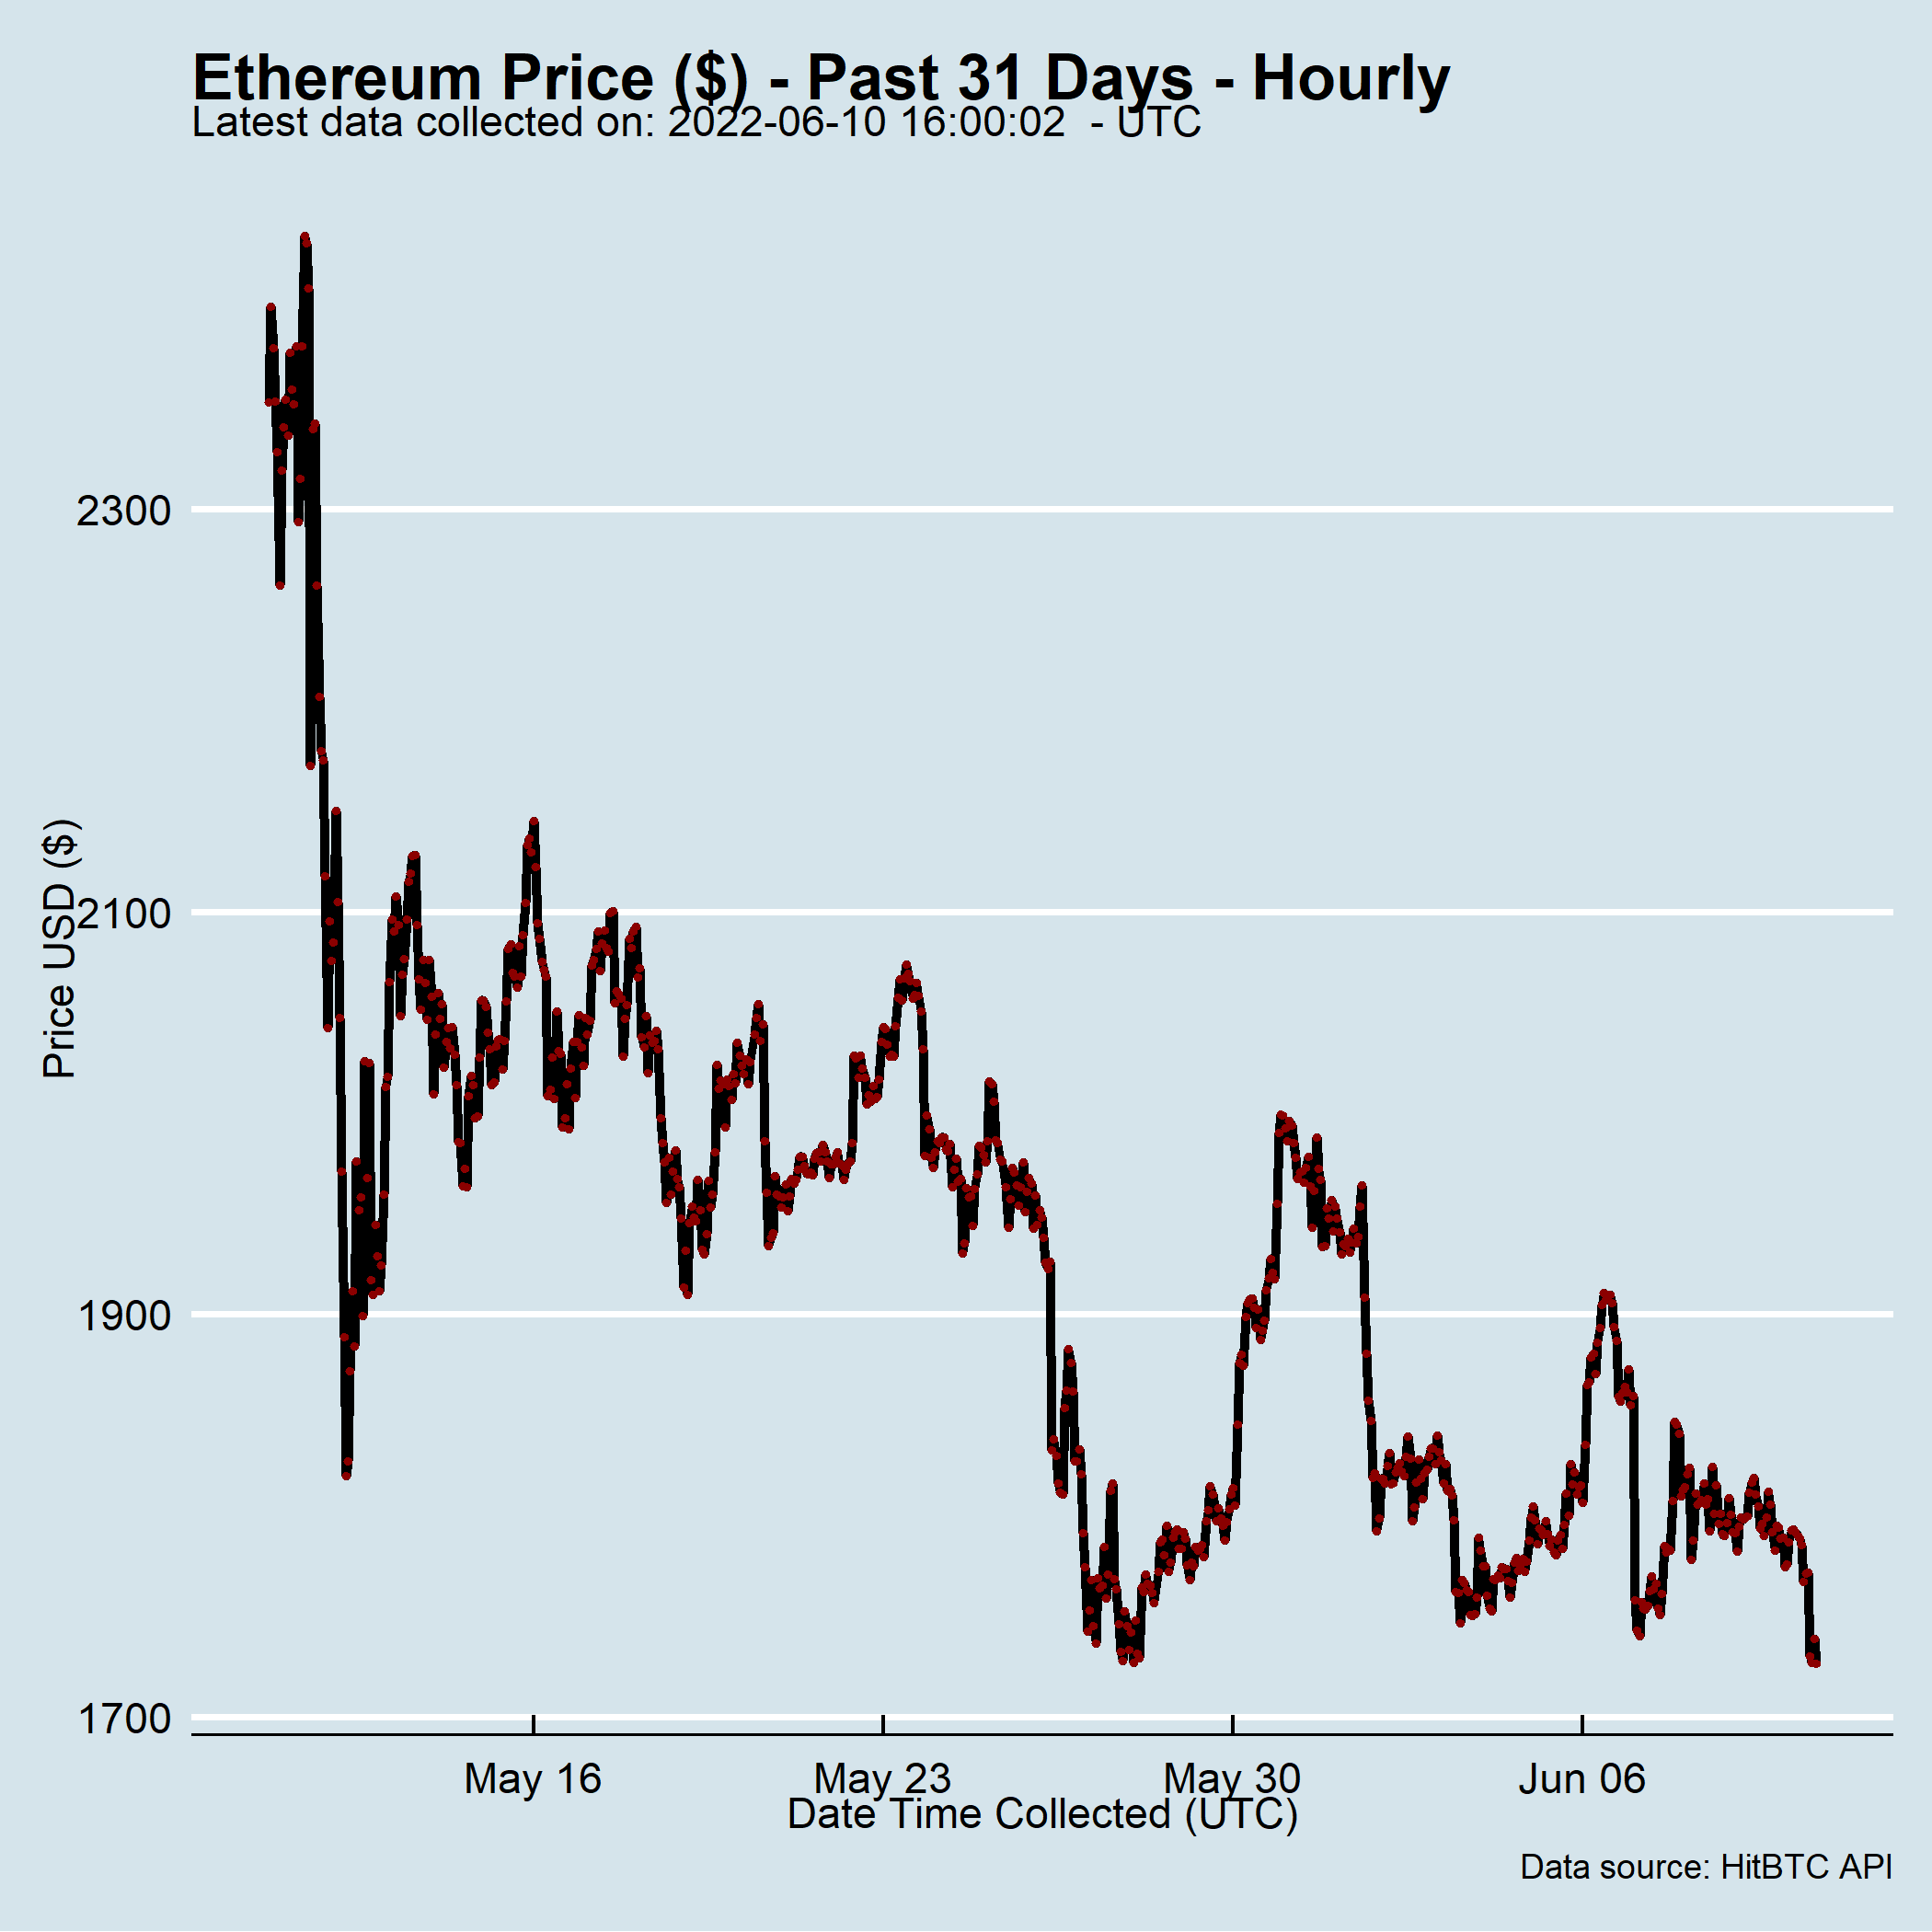 Ethereum Price ($) - Past 31 Days - Hourly
Latest data collected on: 2022-06-10 16:00:02  - UTC
Price USD ($)
2300
2100
1900
1700
May 16
May 23
May 30
Jun 06
Date Time Collected (UTC)
Data source: HitBTC API